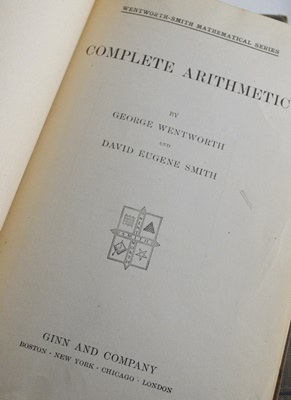 WENTWORTH-SMITH MATHEMATICAL SERIES
COMPLETE ARITHMETIC
BY
GEORGE WENTWORTH
AND
DAVID EUGENE SMITH
GINN AND COMPANY
BOSTON · NEW YORK · CHICAGO · LONDON